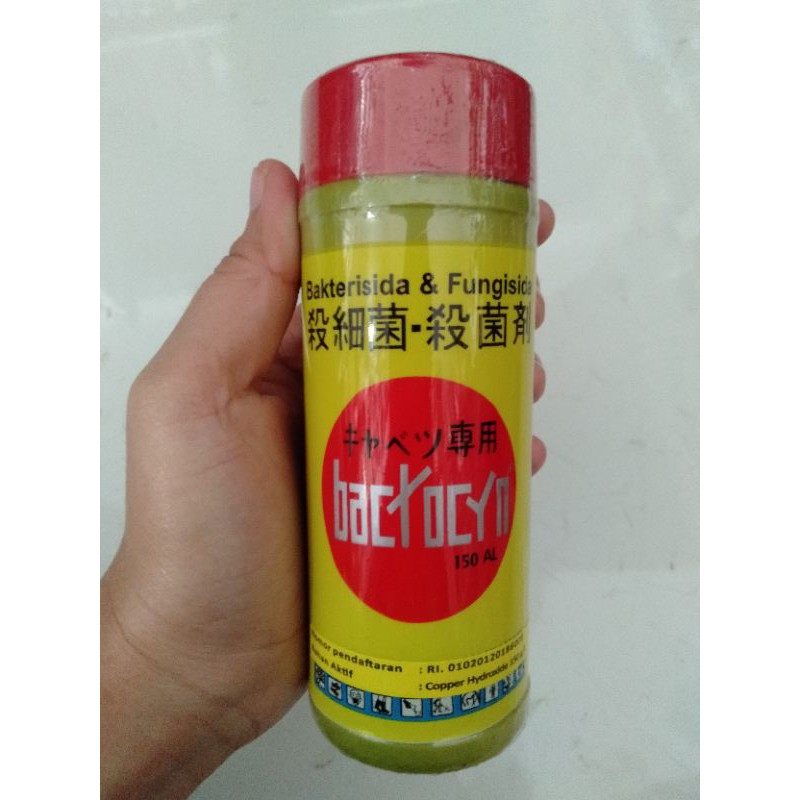 Bakterisida & Fungisida
殺細菌・殺菌剤
キャベツ専用
bactocyn
150 AL
Nomor pendaftaran : RI.
Bahan Aktif : Copper Hydroxide 150